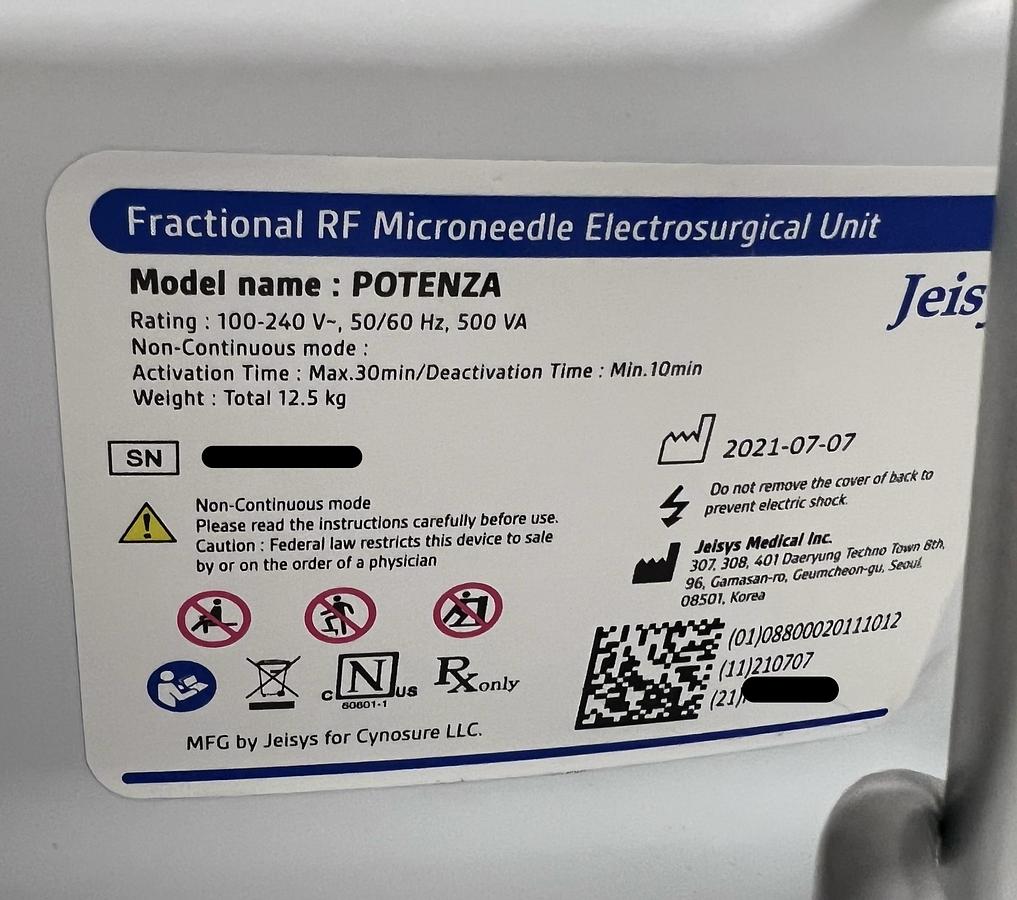 Fractional RF Microneedle Electrosurgical Unit
Model name : POTENZA
Jeis
Rating : 100-240 V~, 50/60 Hz, 500 VA
Non-Continuous mode :
Activation Time : Max.30min/Deactivation Time : Min.10min
Weight : Total 12.5 kg
SN
2021-07-07
Do not remove the cover of back to
prevent electric shock.
Non-Continuous mode
Please read the instructions carefully before use.
Caution : Federal law restricts this device to sale
by or on the order of a physician
Jeisys Medical Inc.
307, 308, 401 Daeryung Techno Town 8th,
96, Gamasan-ro, Geumcheon-gu, Seoul,
08501, Korea
c N us
60601-1
Rx only
(01)08800020111012
(11)210707
(21)
MFG by Jeisys for Cynosure LLC.